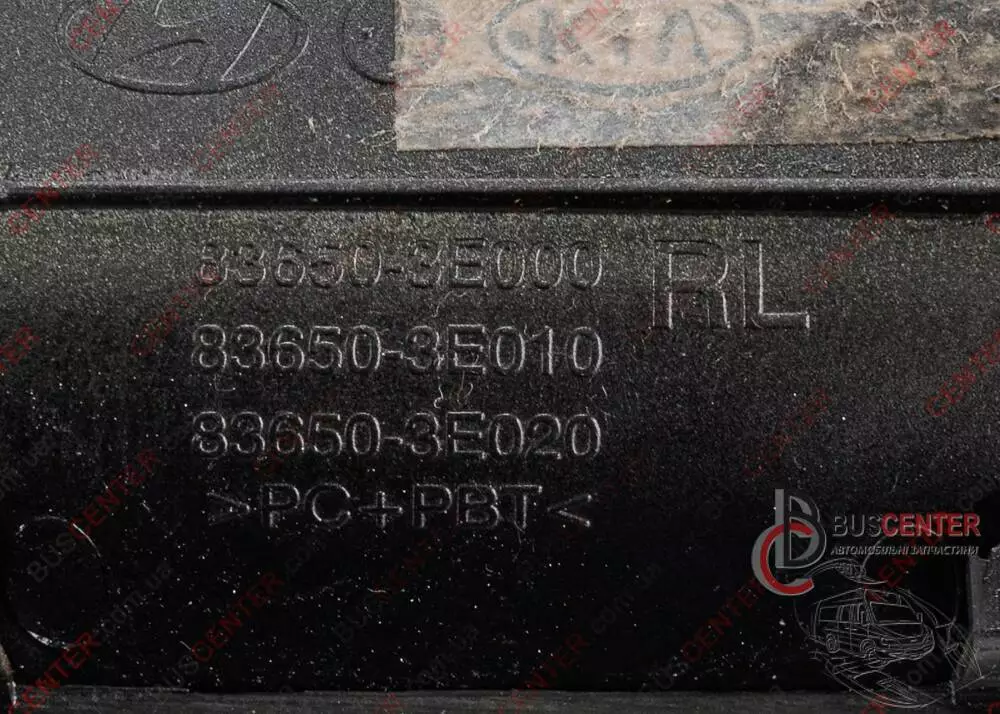 KIA
83650-3E000 RL
83650-3E010
83650-3E020
>PC+PBT<
BUSCENTER
АВТОМОБІЛЬНІ ЗАПЧАСТИНИ